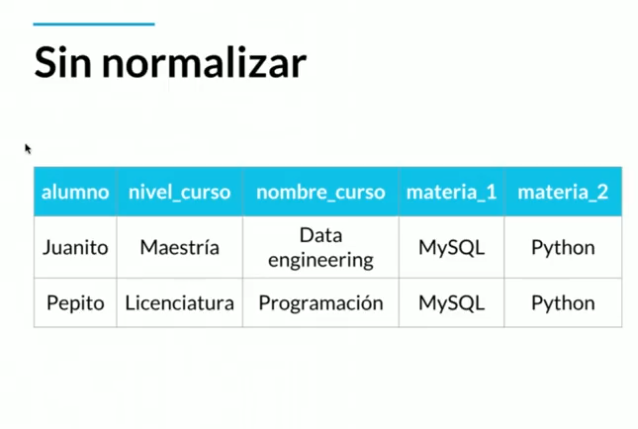 Sin normalizar
alumno nivel_curso nombre_curso materia_1 materia_2
Juanito Maestría Data engineering MySQL Python
Pepito Licenciatura Programación MySQL Python